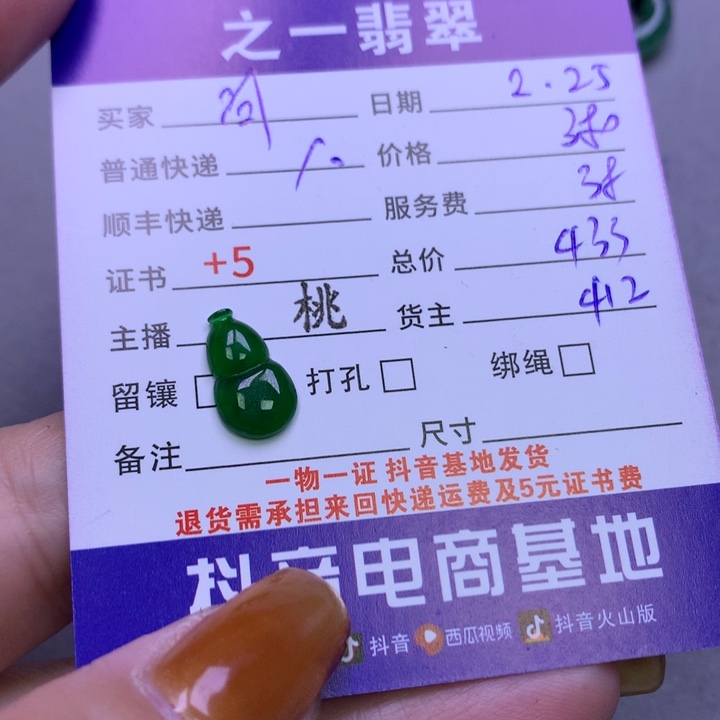 之一翡翠
买家 刘 日期 2.25
普通快递 10 价格 380
顺丰快递 服务费 38
证书 +5 总价 433
主播 桃 货主 412
留镶 打孔 绑绳
备注 尺寸
一物一证 抖音基地发货
退货需承担来回快递运费及5元证书费
抖音电商基地
抖音 西瓜视频 抖音火山版